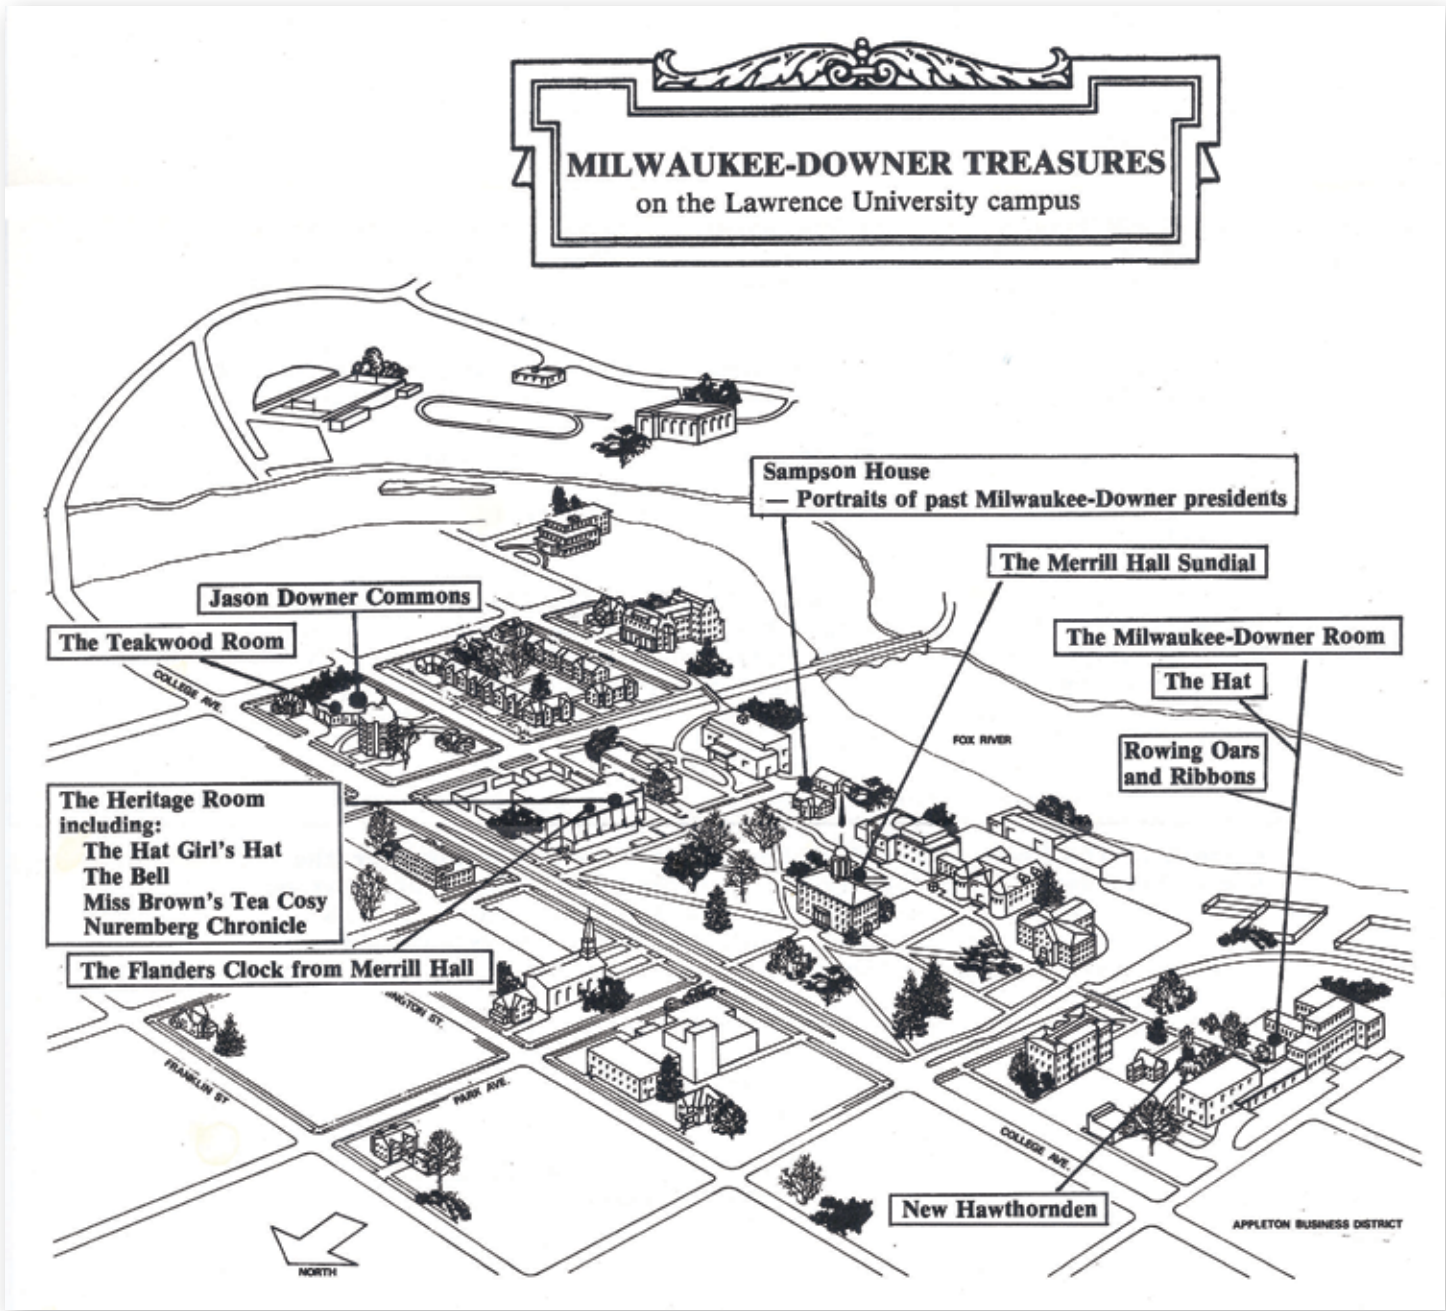 MILWAUKEE-DOWNER TREASURES
on the Lawrence University campus
Sampson House
— Portraits of past Milwaukee-Downer presidents
The Merrill Hall Sundial
Jason Downer Commons
The Teakwood Room
The Milwaukee-Downer Room
The Hat
Rowing Oars
and Ribbons
COLLEGE AVE.
FOX RIVER
The Heritage Room
including:
The Hat Girl's Hat
The Bell
Miss Brown's Tea Cosy
Nuremberg Chronicle
The Flanders Clock from Merrill Hall
ST.
FRANKLIN ST
PARK AVE.
COLLEGE AVE.
New Hawthornden
APPLETON BUSINESS DISTRICT
NORTH